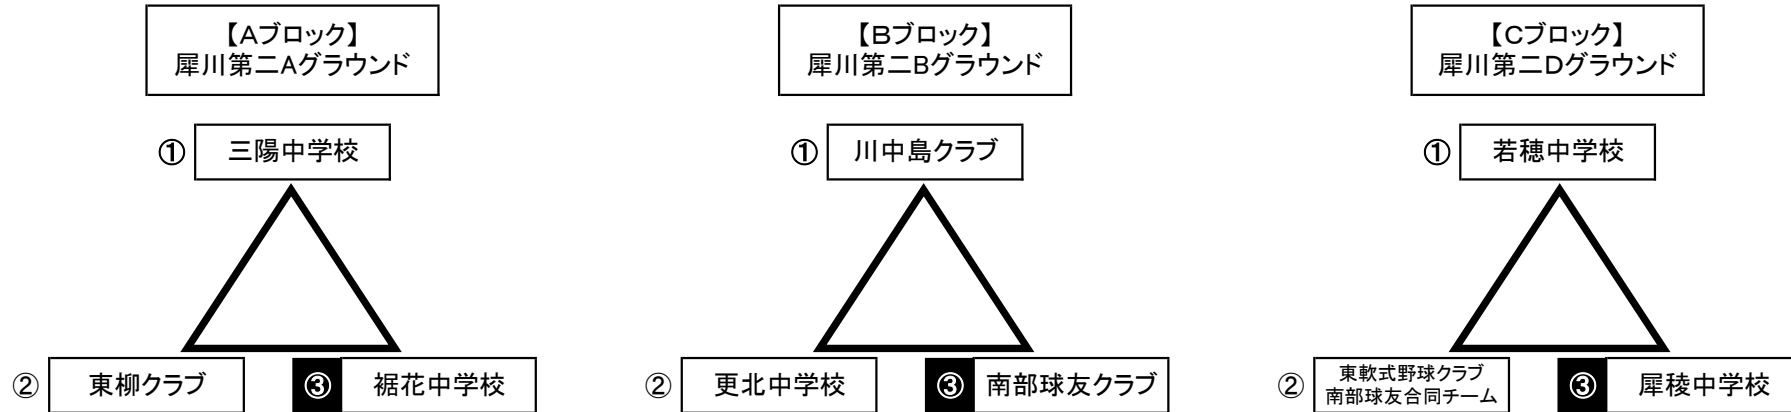 【Aブロック】
犀川第二Aグラウンド
【Bブロック】
犀川第二Bグラウンド
【Cブロック】
犀川第二Dグラウンド
① 三陽中学校
① 川中島クラブ
① 若穂中学校
② 東柳クラブ
③ 裾花中学校
② 更北中学校
③ 南部球友クラブ
② 東軟式野球クラブ
南部球友合同チーム
③ 犀稜中学校